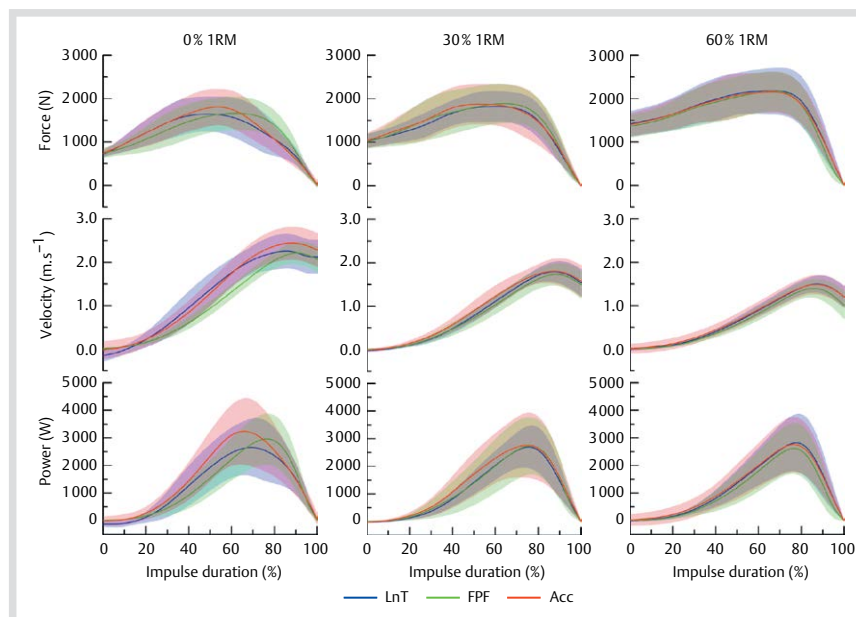 0% 1RM 30% 1RM 60% 1RM
Force (N)
3000 3000 3000
2000 2000 2000
1000 1000 1000
0 0 0
Velocity (m.s⁻¹)
3.0 3.0 3.0
2.0 2.0 2.0
1.0 1.0 1.0
0.0 0.0 0.0
Power (W)
5000 5000 5000
4000 4000 4000
3000 3000 3000
2000 2000 2000
1000 1000 1000
0 0 0
0 20 40 60 80 100 0 20 40 60 80 100 0 20 40 60 80 100
Impulse duration (%) Impulse duration (%) Impulse duration (%)
LnT FPF Acc